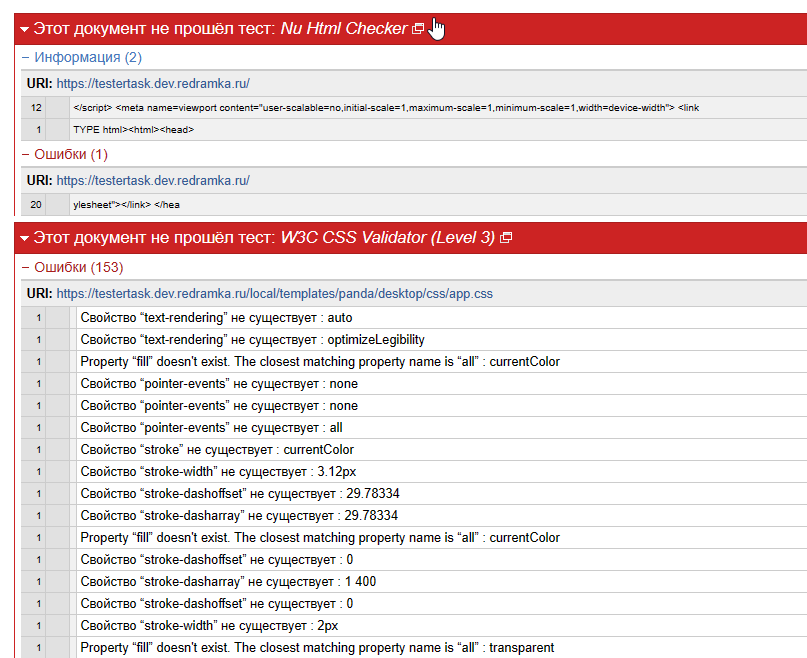 Этот документ не прошёл тест: Nu Html Checker
– Информация (2)
URI: https://testertask.dev.redramka.ru/
12 </script> <meta name=viewport content="user-scalable=no,initial-scale=1,maximum-scale=1,minimum-scale=1,width=device-width"> <link
1 TYPE html><html><head>
– Ошибки (1)
URI: https://testertask.dev.redramka.ru/
20 ylesheet"></link> </hea
Этот документ не прошёл тест: W3C CSS Validator (Level 3)
– Ошибки (153)
URI: https://testertask.dev.redramka.ru/local/templates/panda/desktop/css/app.css
1 Свойство “text-rendering” не существует : auto
1 Свойство “text-rendering” не существует : optimizeLegibility
1 Property “fill” doesn't exist. The closest matching property name is “all” : currentColor
1 Свойство “pointer-events” не существует : none
1 Свойство “pointer-events” не существует : none
1 Свойство “pointer-events” не существует : all
1 Свойство “stroke” не существует : currentColor
1 Свойство “stroke-width” не существует : 3.12px
1 Свойство “stroke-dashoffset” не существует : 29.78334
1 Свойство “stroke-dasharray” не существует : 29.78334
1 Property “fill” doesn't exist. The closest matching property name is “all” : currentColor
1 Свойство “stroke-dashoffset” не существует : 0
1 Свойство “stroke-dasharray” не существует : 1 400
1 Свойство “stroke-dashoffset” не существует : 0
1 Свойство “stroke-width” не существует : 2px
1 Property “fill” doesn't exist. The closest matching property name is “all” : transparent